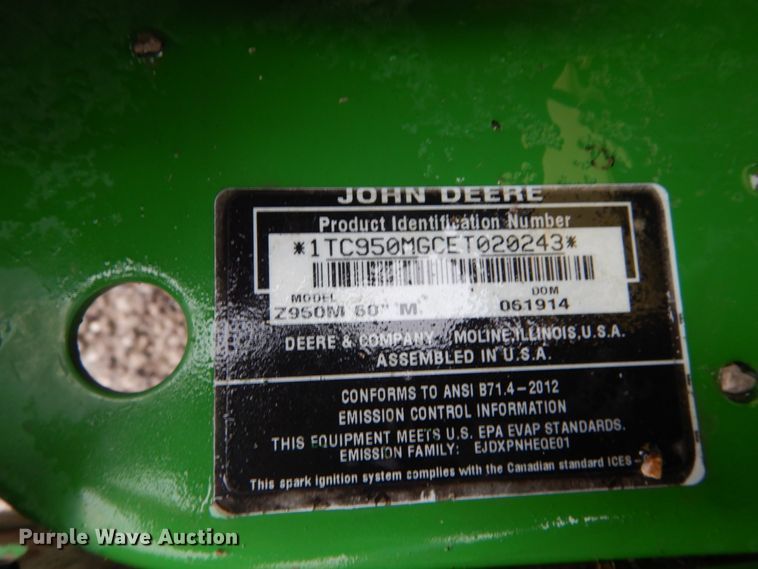 JOHN DEERE
Product Identification Number
*1TC950MGCET020243*
MODEL DOM
Z950M 60" M 061914
DEERE & COMPANY MOLINE, ILLINOIS, U.S.A.
ASSEMBLED IN U.S.A.
CONFORMS TO ANSI B71.4-2012
EMISSION CONTROL INFORMATION
THIS EQUIPMENT MEETS U.S. EPA EVAP STANDARDS.
EMISSION FAMILY: EJDXPNHEQE01
This spark ignition system complies with the Canadian standard ICES
Purple Wave Auction